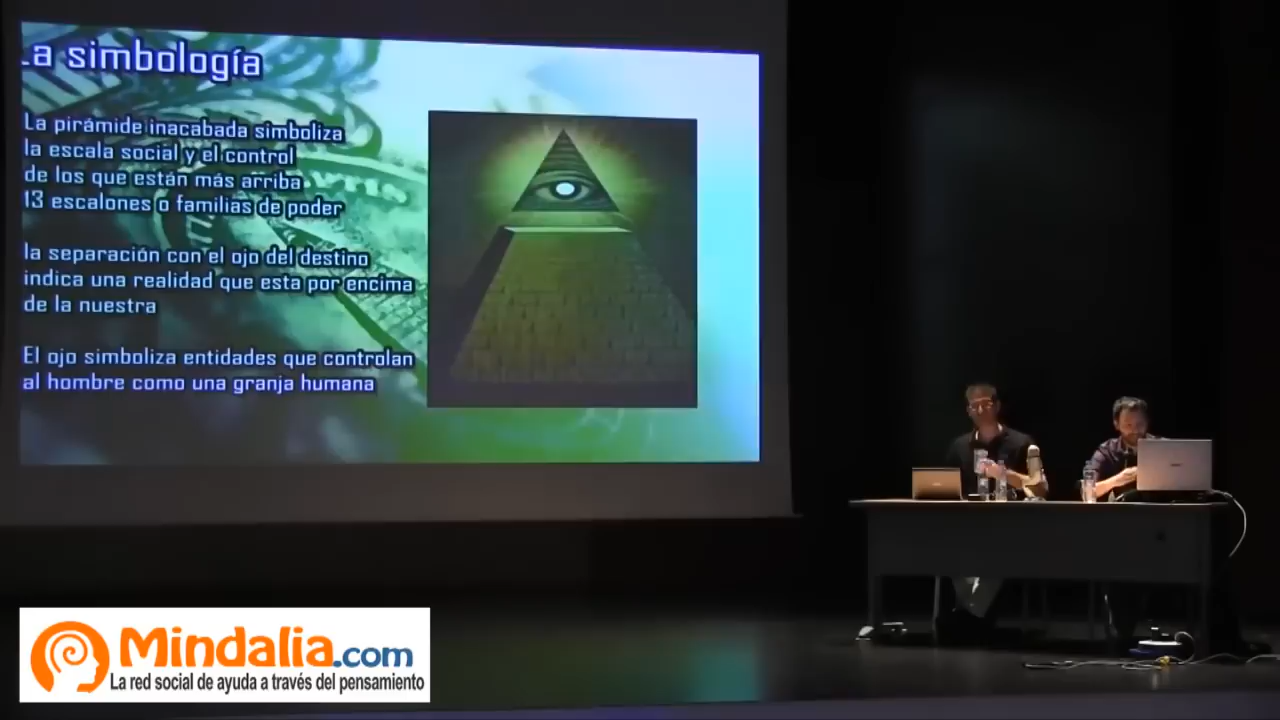 La simbología
La pirámide inacabada simboliza
la escala social y el control
de los que están más arriba
13 escalones o familias de poder
la separación con el ojo del destino
indica una realidad que esta por encima
de la nuestra
El ojo simboliza entidades que controlan
al hombre como una granja humana
Mindalia.com
La red social de ayuda a través del pensamiento